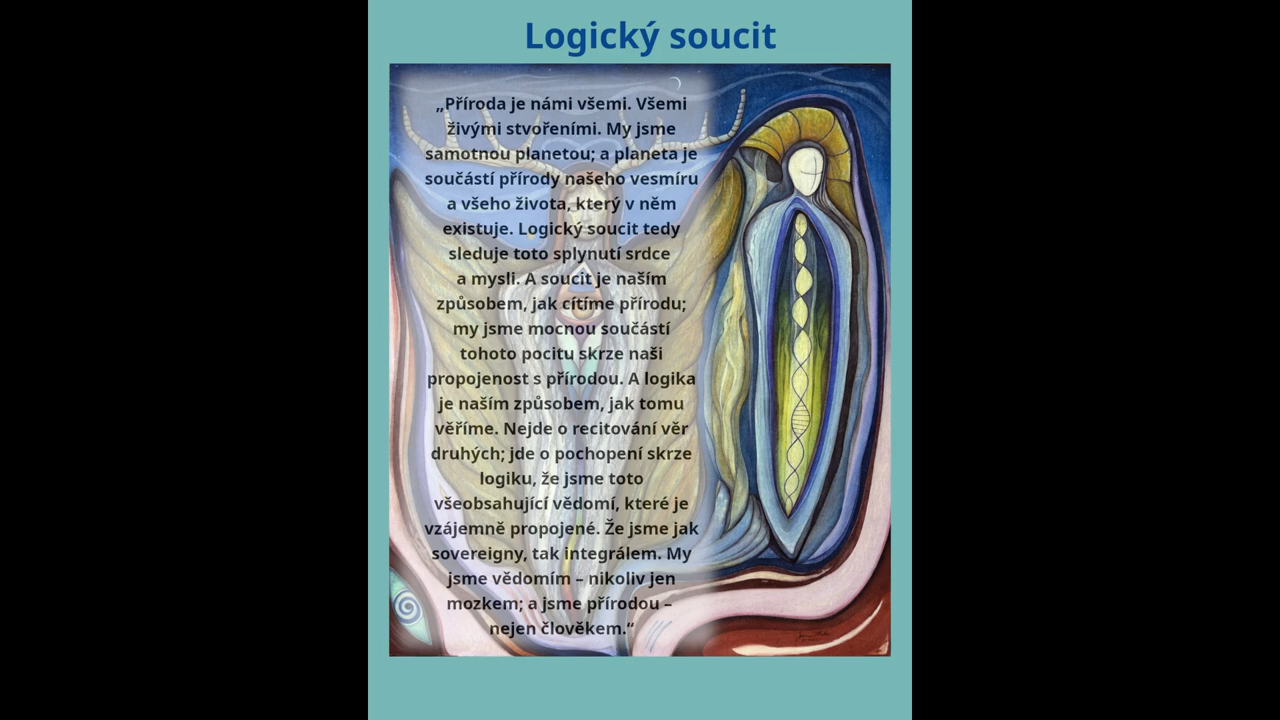 Logický soucit
„Příroda je námi všemi. Všemi
živými stvořeními. My jsme
samotnou planetou; a planeta je
součástí přírody našeho vesmíru
a všeho života, který v něm
existuje. Logický soucit tedy
sleduje toto splynutí srdce
a mysli. A soucit je naším
způsobem, jak cítíme přírodu;
my jsme mocnou součástí
tohoto pocitu skrze naši
propojenost s přírodou. A logika
je naším způsobem, jak tomu
věříme. Nejde o recitování věr
druhých; jde o pochopení skrze
logiku, že jsme toto
všeobsahující vědomí, které je
vzájemně propojené. Že jsme jak
sovereigny, tak integrálem. My
jsme vědomím – nikoliv jen
mozkem; a jsme přírodou –
nejen člověkem.“